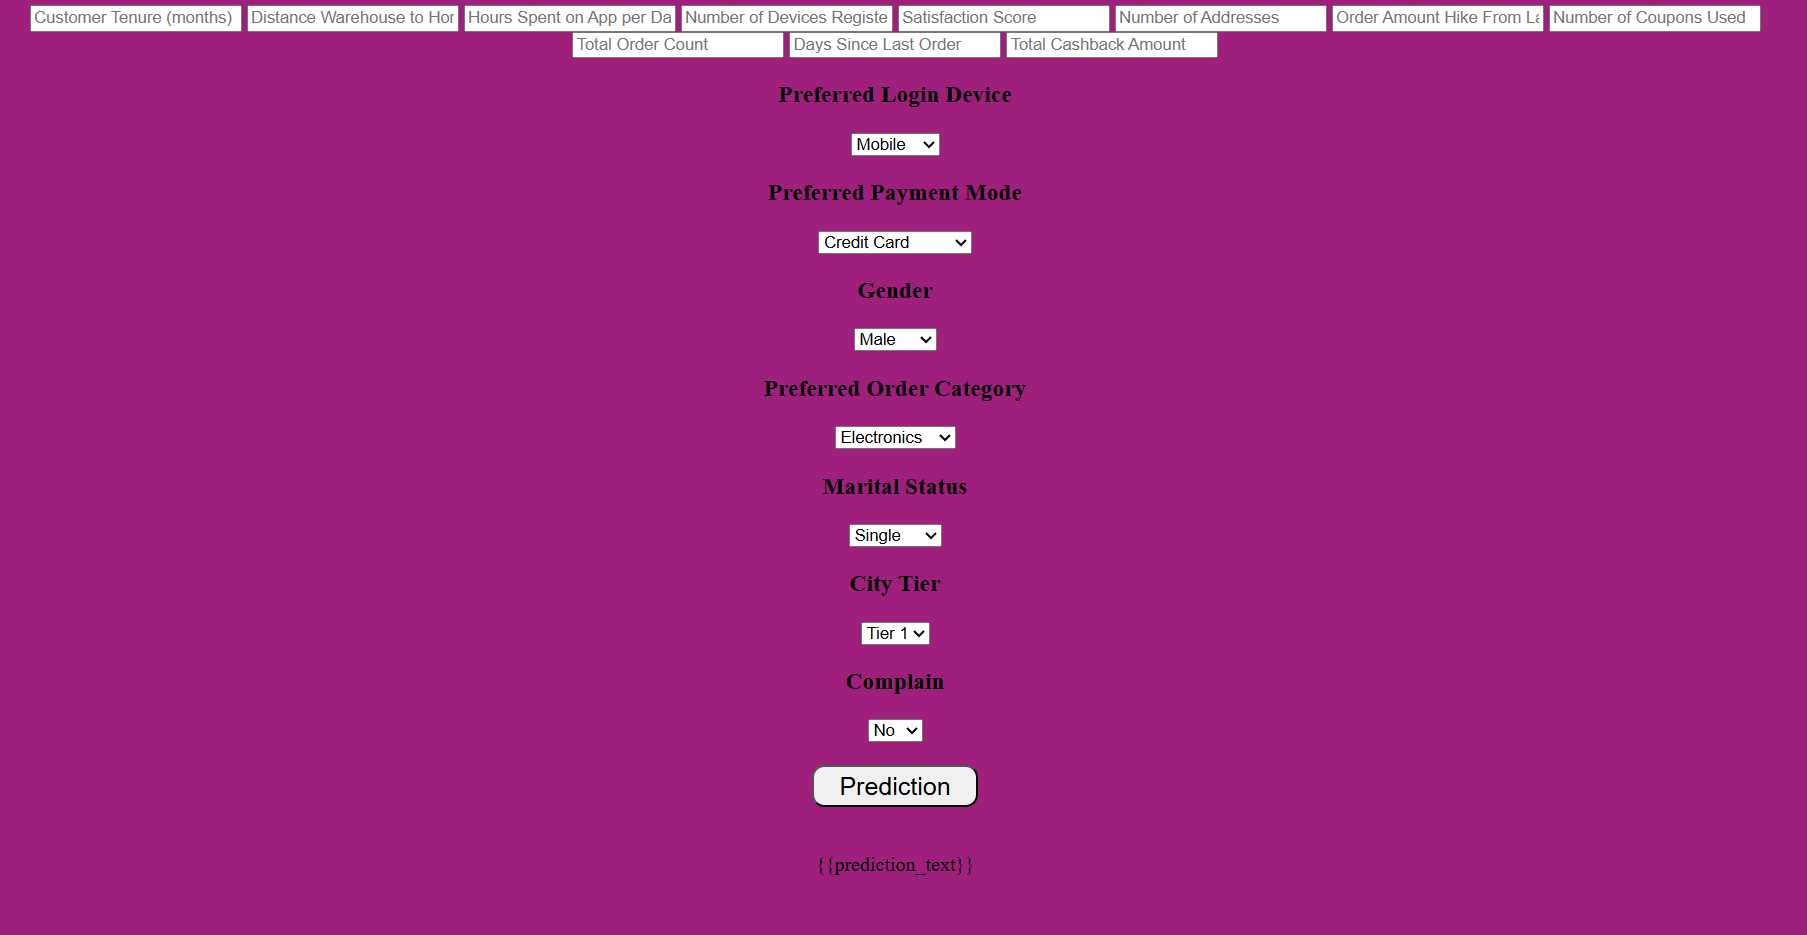 Customer Tenure (months) Distance Warehouse to Hor Hours Spent on App per Da Number of Devices Registe Satisfaction Score Number of Addresses Order Amount Hike From La Number of Coupons Used
Total Order Count Days Since Last Order Total Cashback Amount
Preferred Login Device
Mobile
Preferred Payment Mode
Credit Card
Gender
Male
Preferred Order Category
Electronics
Marital Status
Single
City Tier
Tier 1
Complain
No
Prediction
{{prediction_text}}